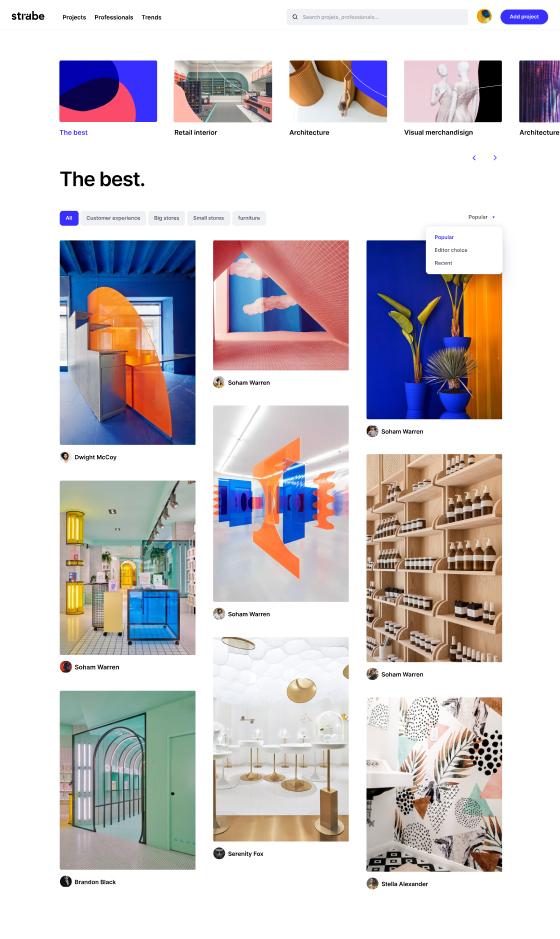 strabe
Projects Professionals Trends
Search projets, professionals...
Add project
The best
Retail interior
Architecture
Visual merchandisign
Architecture
The best.
All
Customer experience
Big stores
Small stores
furniture
Popular
Popular
Editor choice
Recent
Dwight McCoy
Soham Warren
Soham Warren
Soham Warren
Soham Warren
Soham Warren
Soham Warren
Brandon Black
Serenity Fox
Stella Alexander